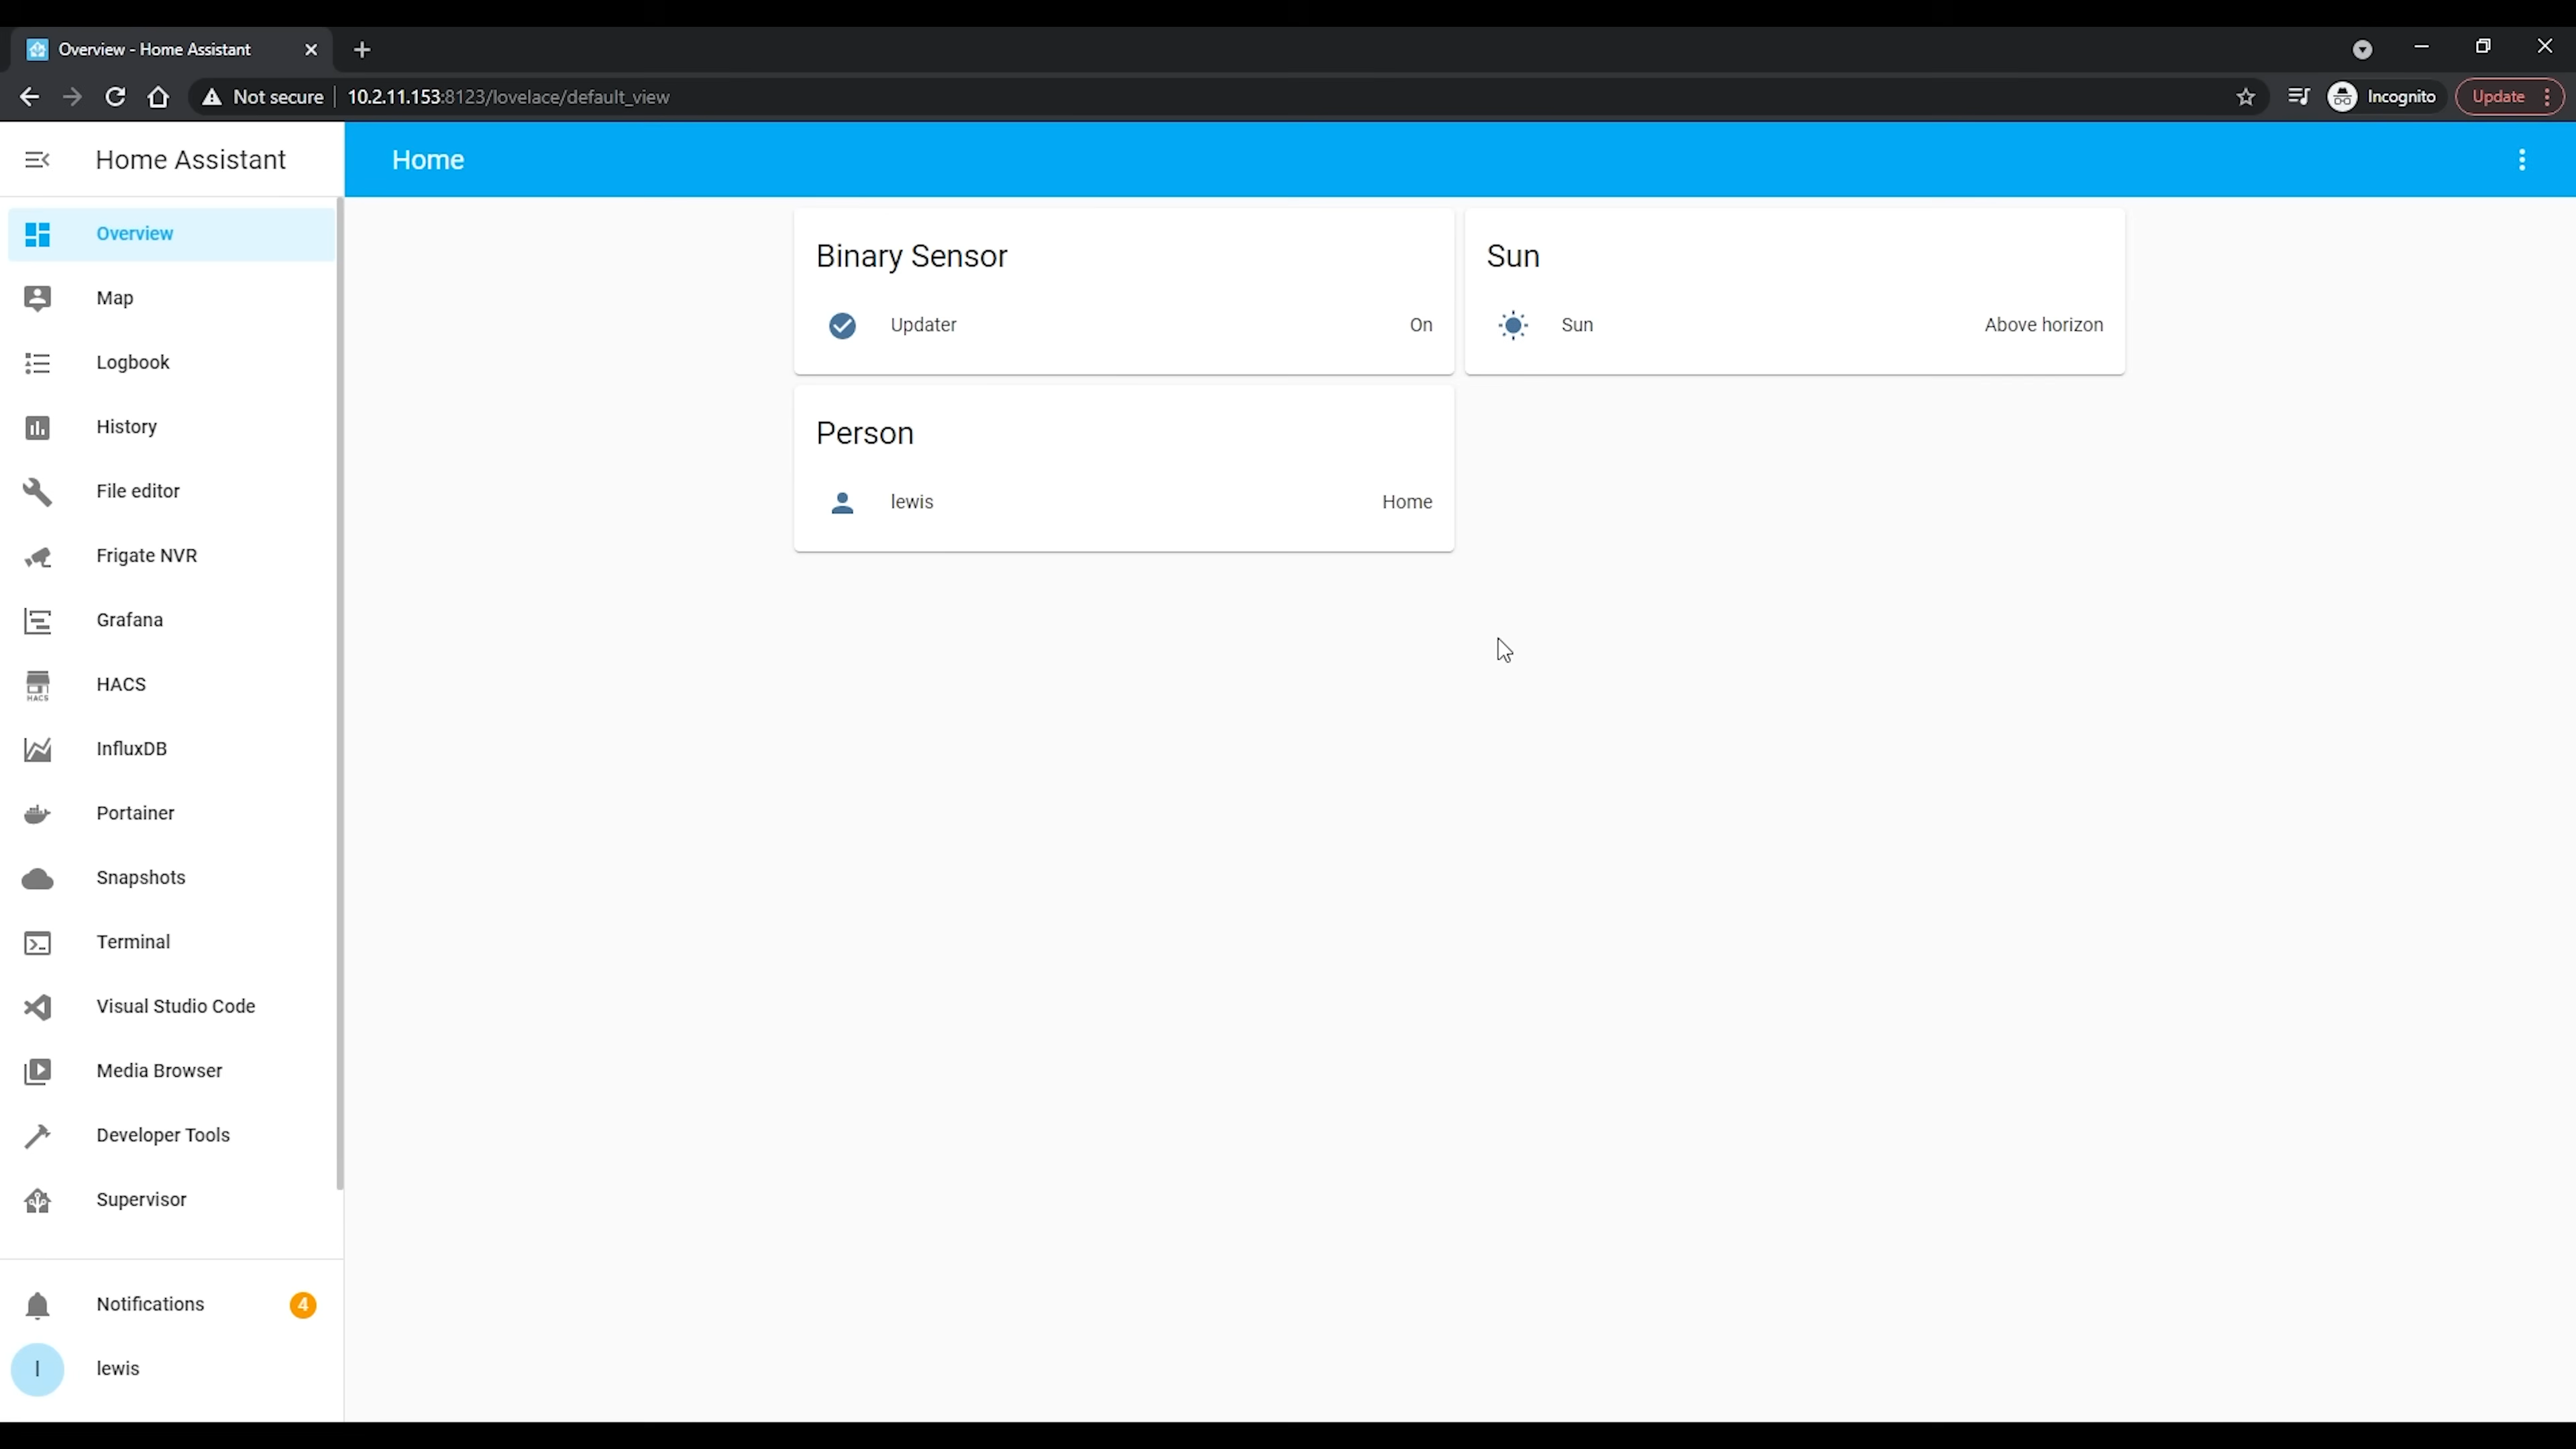 Overview - Home Assistant
Not secure 10.2.11.153:8123/lovelace/default_view
Incognito
Update
Home Assistant
Home
Overview
Map
Logbook
History
File editor
Frigate NVR
Grafana
HACS
HACS
InfluxDB
Portainer
Snapshots
Terminal
Visual Studio Code
Media Browser
Developer Tools
Supervisor
Notifications 4
l lewis
Binary Sensor
Updater On
Sun
Sun Above horizon
Person
lewis Home